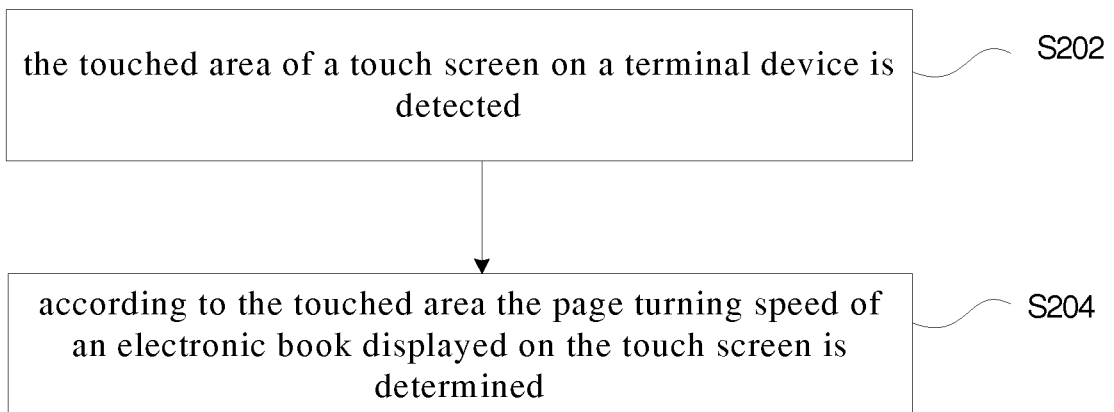 the touched area of a touch screen on a terminal device is
detected
S202
according to the touched area the page turning speed of
an electronic book displayed on the touch screen is
determined
S204